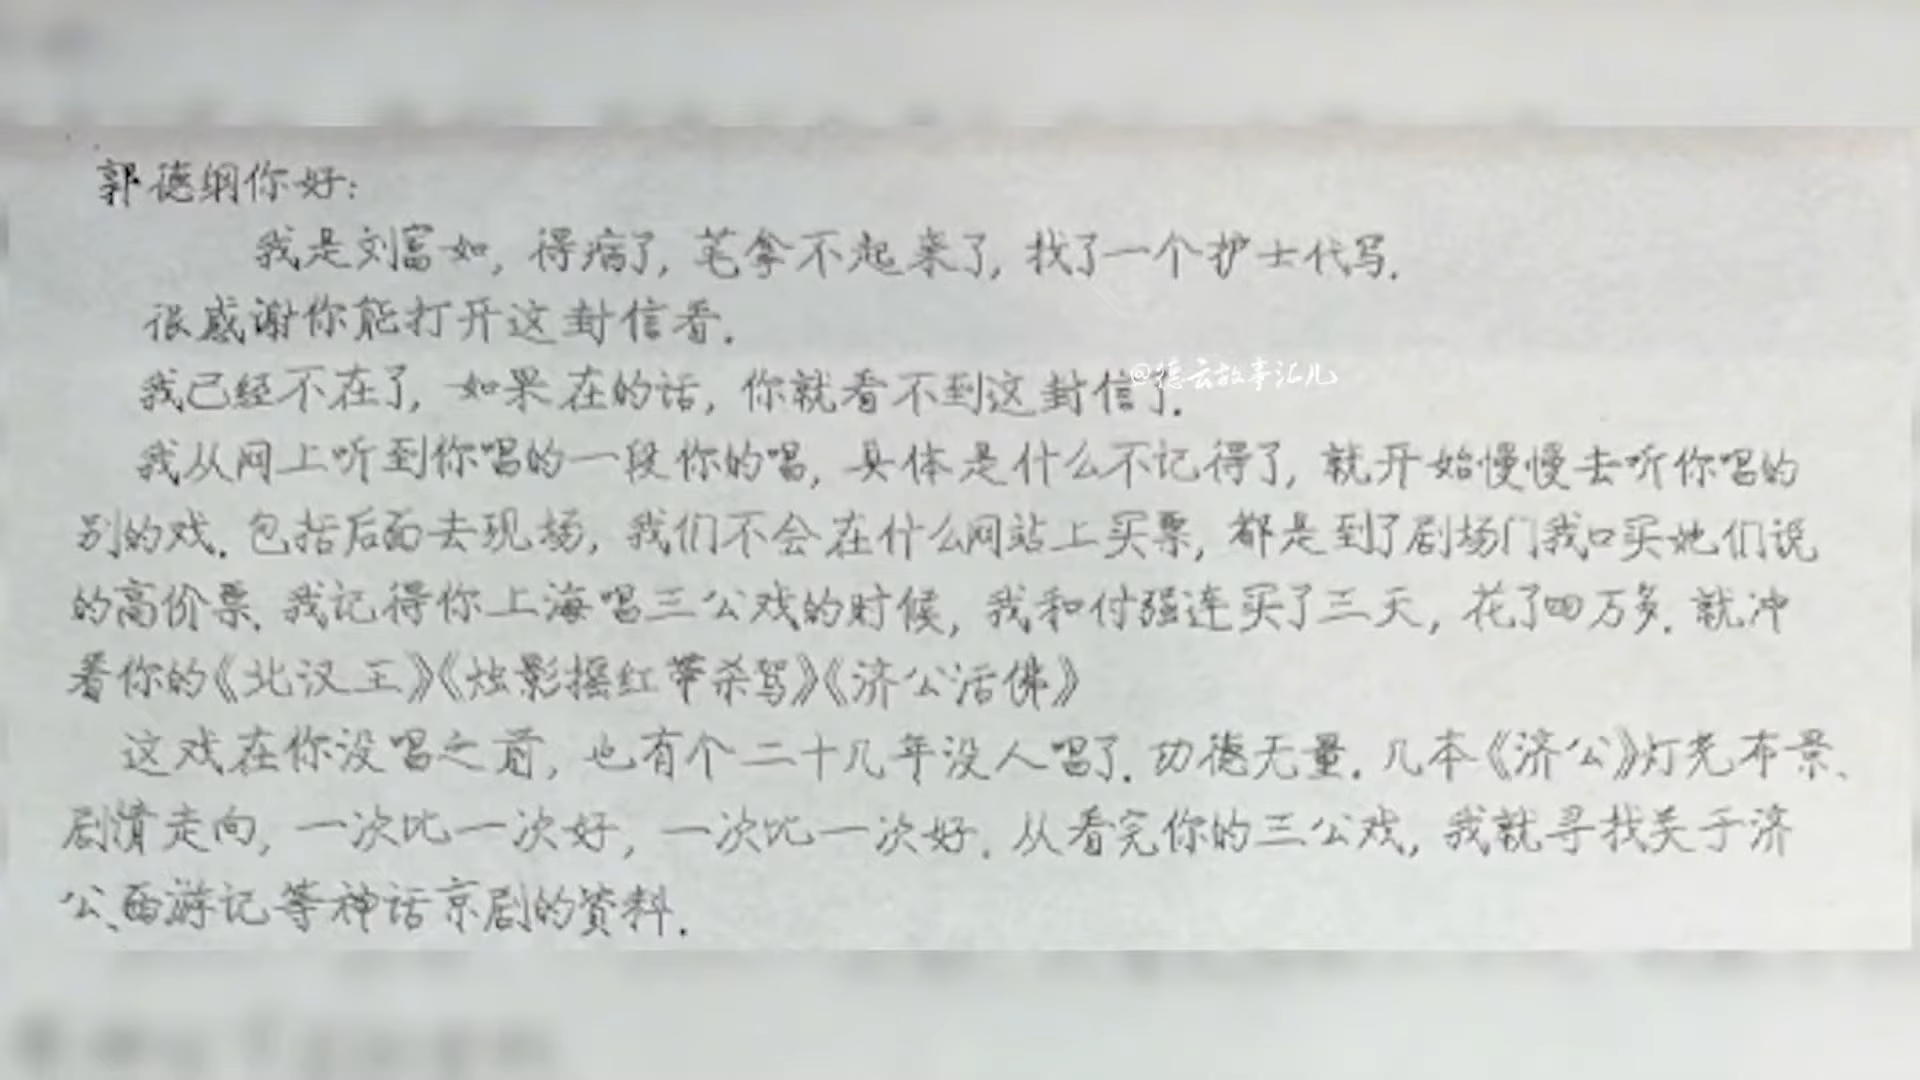 郭德纲你好：
我是刘富如，得病了，笔拿不起来了，找了一个护士代写.
很感谢你能打开这封信看.
我已经不在了，如果在的话，你就看不到这封信了.
@德云故事汇儿
我从网上听到你唱的一段你的唱，具体是什么不记得了，就开始慢慢去听你唱的
别的戏.包括后面去现场，我们不会在什么网站上买票，都是到了剧场门我口买她们说
的高价票.我记得你上海唱三公戏的时候，我和付强连买了三天，花了四万多.就冲
着你的《北汉王》《烛影摇红带杀驾》《济公活佛》
这戏在你没唱之前，也有个二十几年没人唱了.功德无量.几本《济公》灯光布景、
剧情走向，一次比一次好，一次比一次好.从看完你的三公戏，我就寻找关于济
公、西游记等神话京剧的资料.